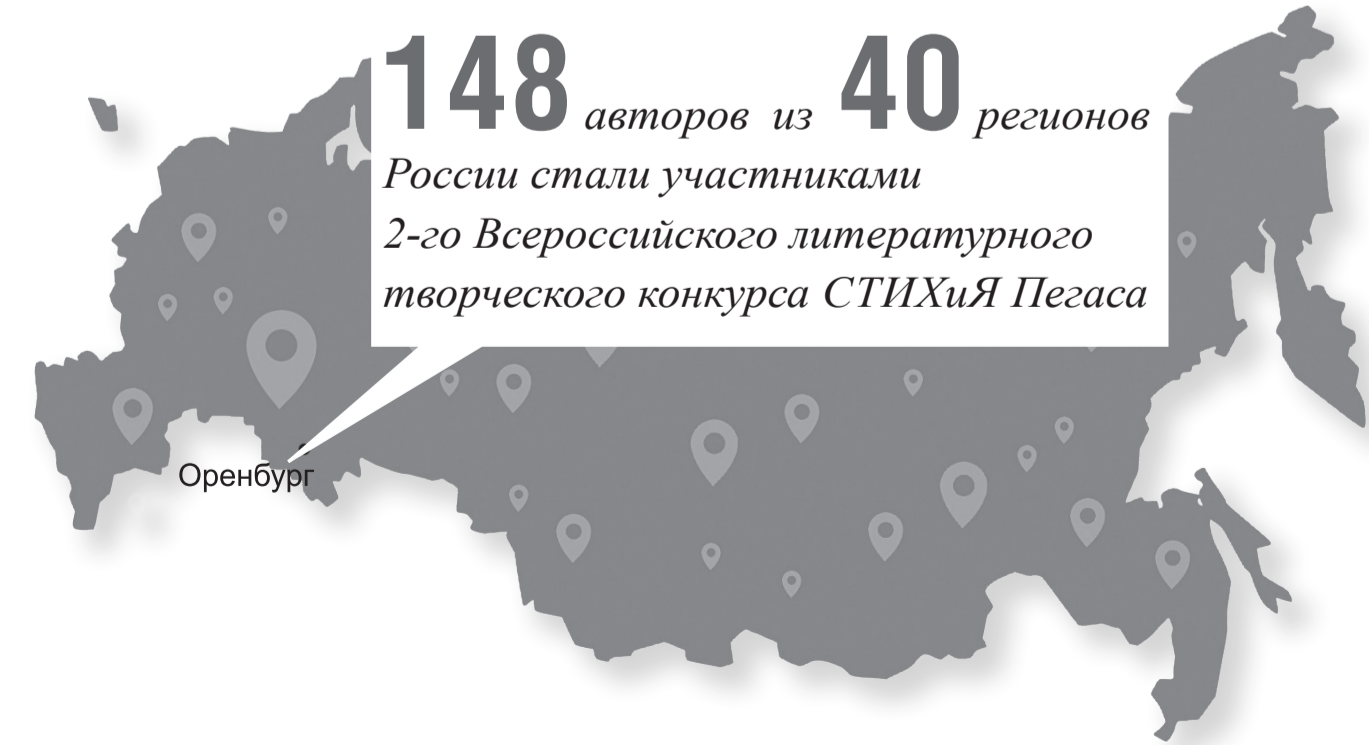 148 авторов из 40 регионов
России стали участниками
2-го Всероссийского литературного
творческого конкурса СТИХиЯ Пегаса
Оренбург